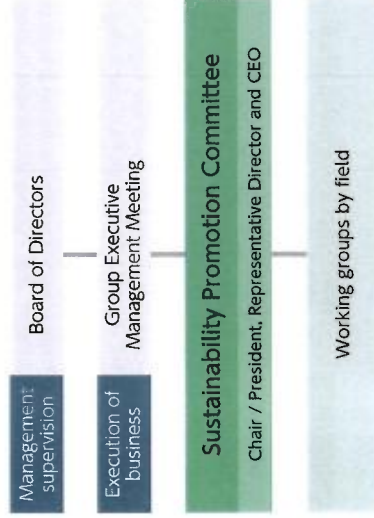 Management
supervision
Board of Directors
Execution of
business
Group Executive
Management Meeting
Sustainability Promotion Committee
Chair / President, Representative Director and CEO
Working groups by field